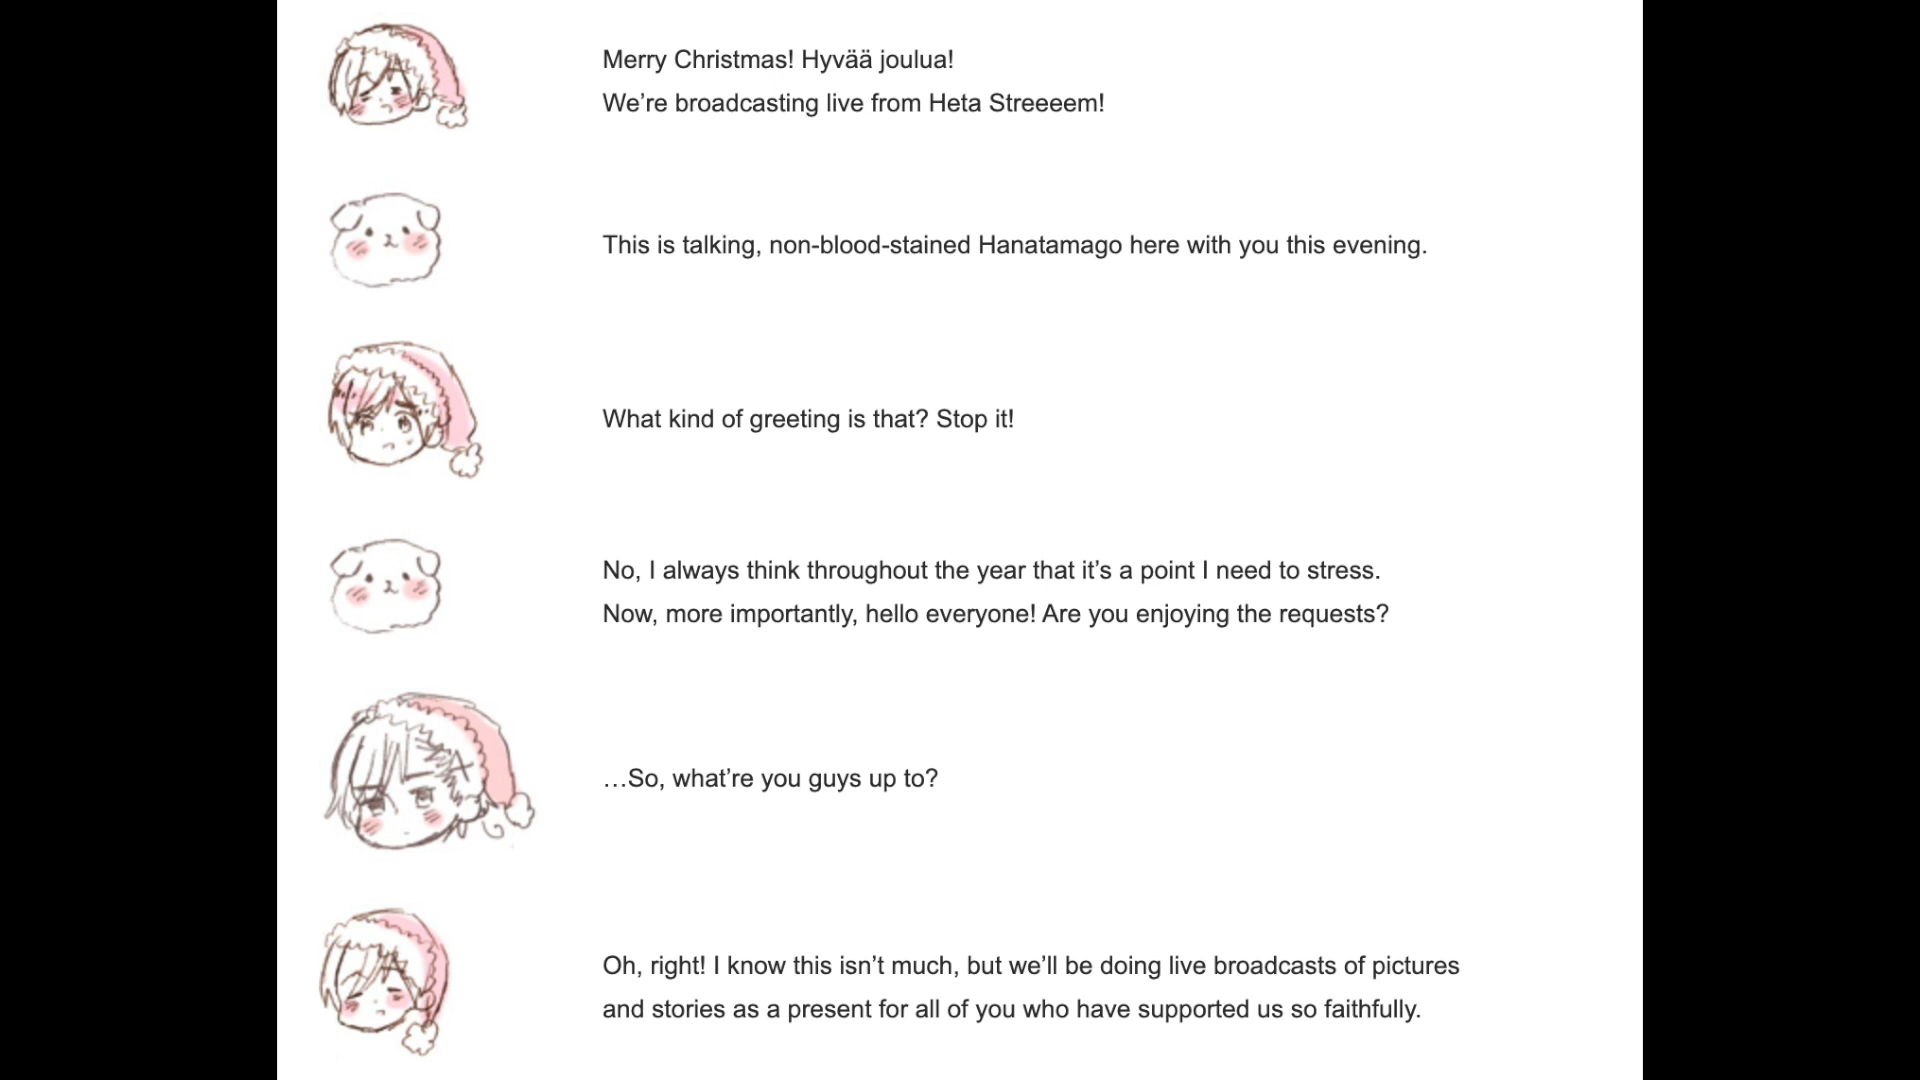 Merry Christmas! Hyvää joulua!
We’re broadcasting live from Heta Streeeem!
This is talking, non-blood-stained Hanatamago here with you this evening.
What kind of greeting is that? Stop it!
No, I always think throughout the year that it’s a point I need to stress.
Now, more importantly, hello everyone! Are you enjoying the requests?
…So, what’re you guys up to?
Oh, right! I know this isn’t much, but we’ll be doing live broadcasts of pictures
and stories as a present for all of you who have supported us so faithfully.